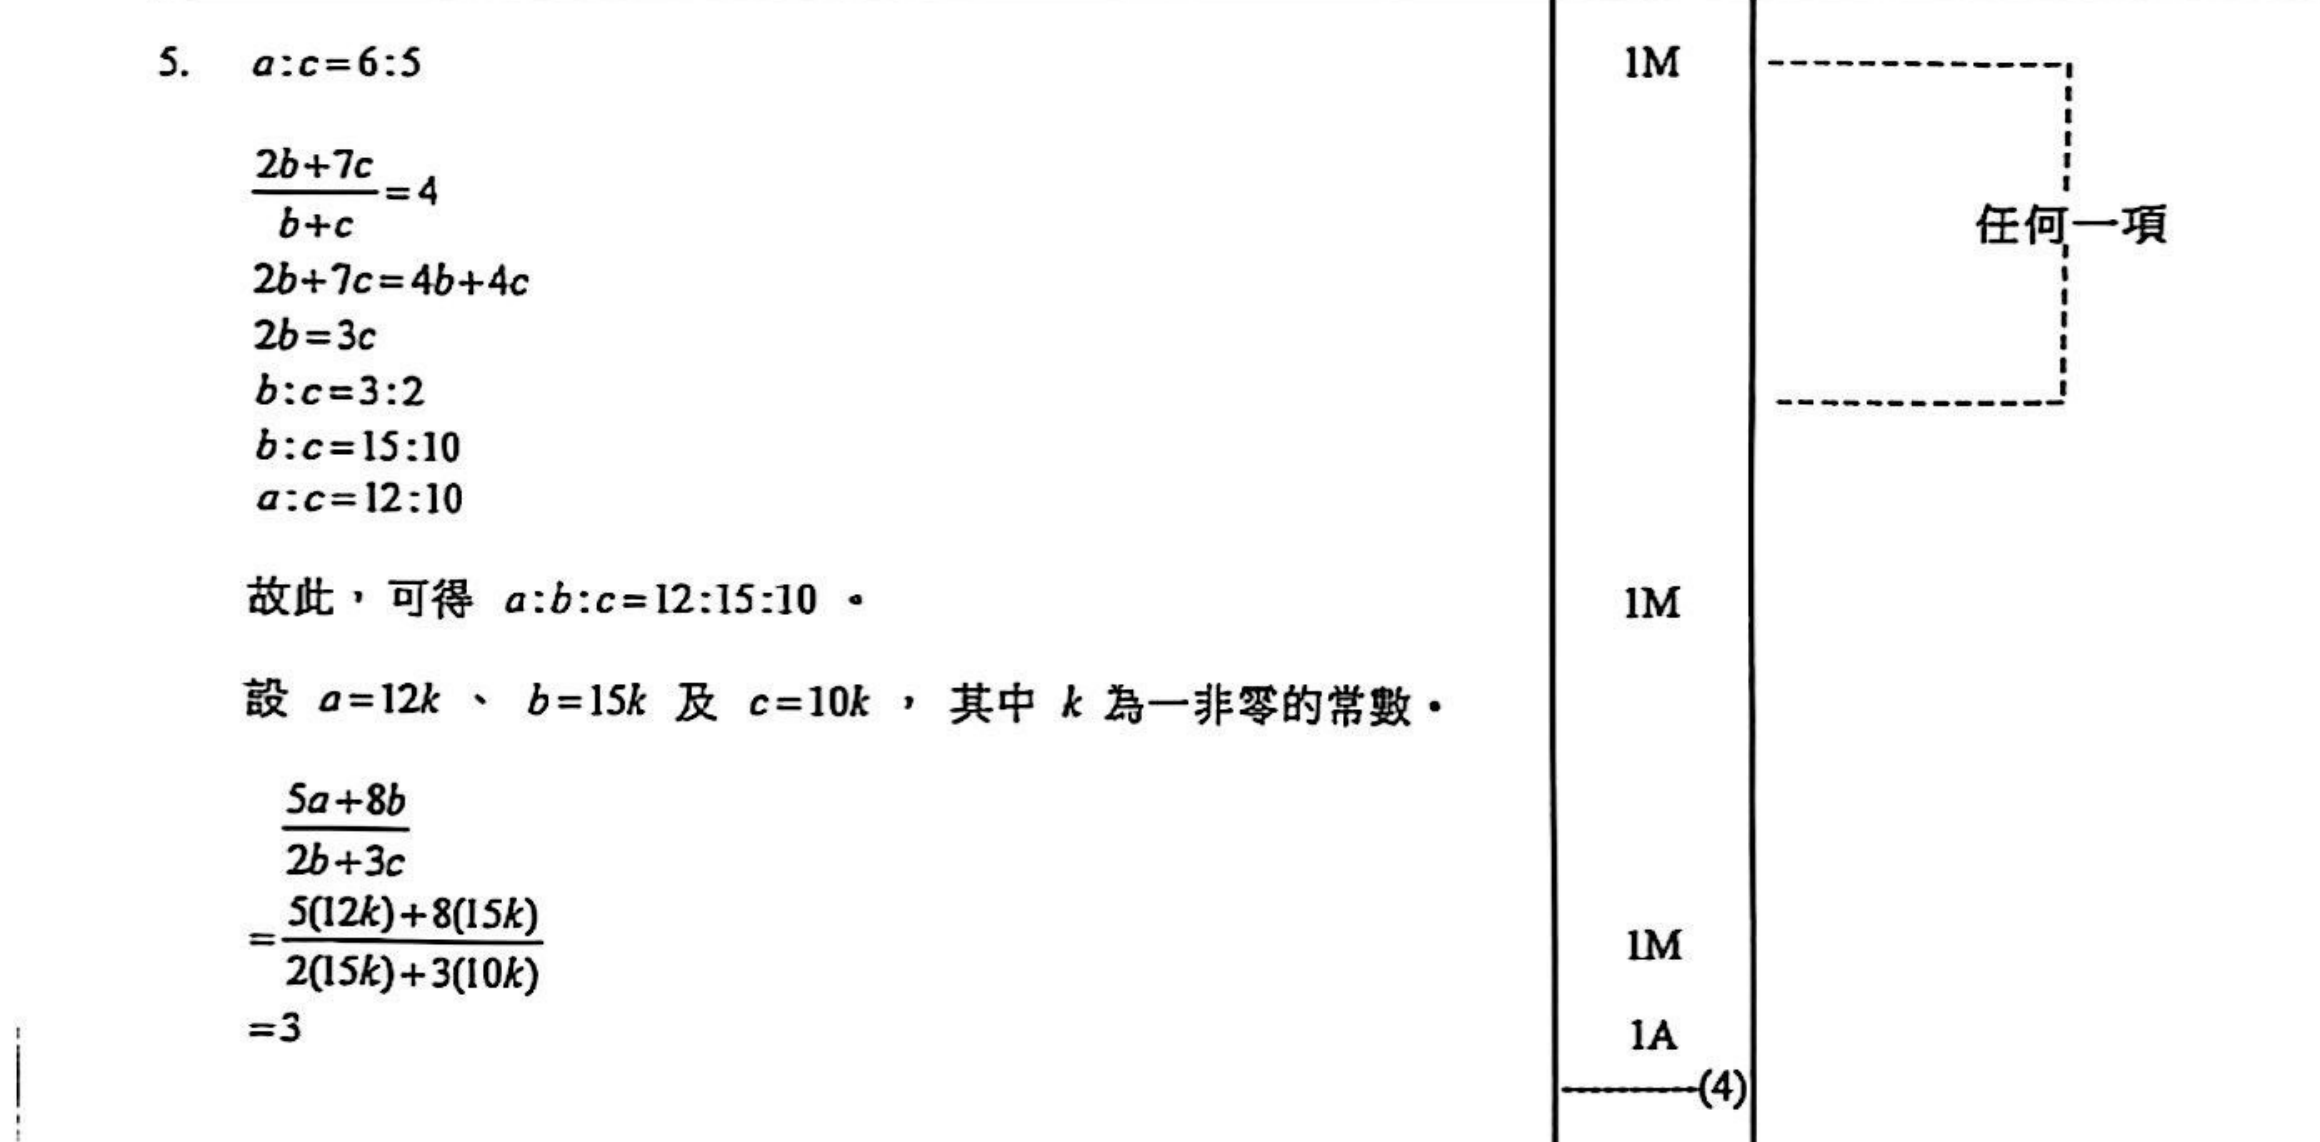 5. a:c=6:5 1M
(2b+7c)/(b+c)=4
任何一項
2b+7c=4b+4c
2b=3c
b:c=3:2
b:c=15:10
a:c=12:10
故此，可得 a:b:c=12:15:10。 1M
設 a=12k 、 b=15k 及 c=10k ， 其中 k 為一非零的常數。
(5a+8b)/(2b+3c)
=(5(12k)+8(15k))/(2(15k)+3(10k)) 1M
=3 1A
(4)